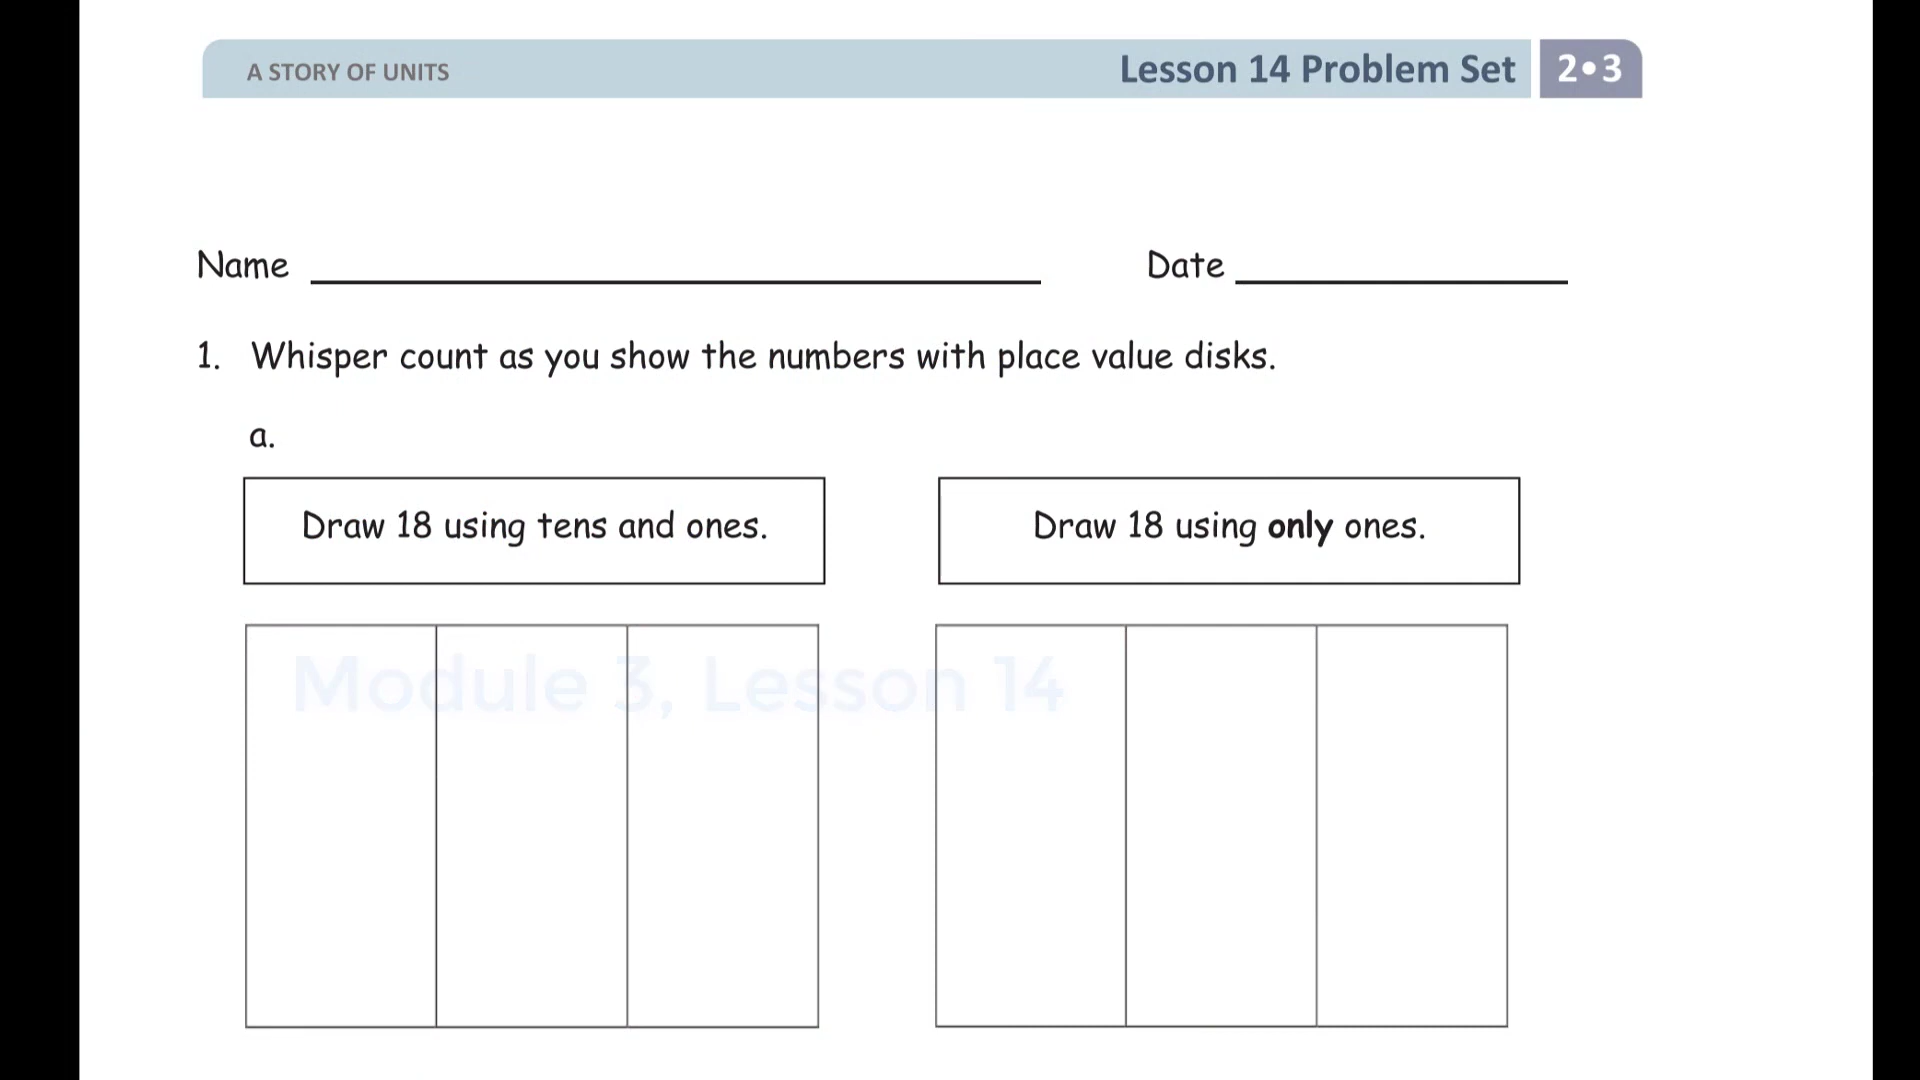 A STORY OF UNITS
Lesson 14 Problem Set 2•3
Name Date
1. Whisper count as you show the numbers with place value disks.
a.
Draw 18 using tens and ones.
Draw 18 using only ones.
Module 3, Lesson 14